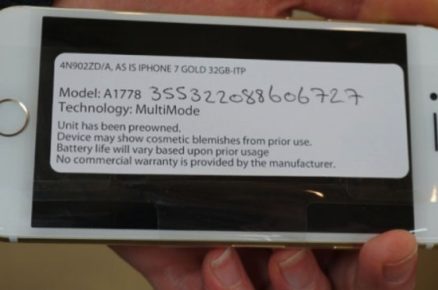 4N902ZD/A, AS IS IPHONE 7 GOLD 32GB-ITP
Model: A1778 355322088606727
Technology: MultiMode
Unit has been preowned.
Device may show cosmetic blemishes from prior use.
Battery life will vary based upon prior usage
No commercial warranty is provided by the manufacturer.